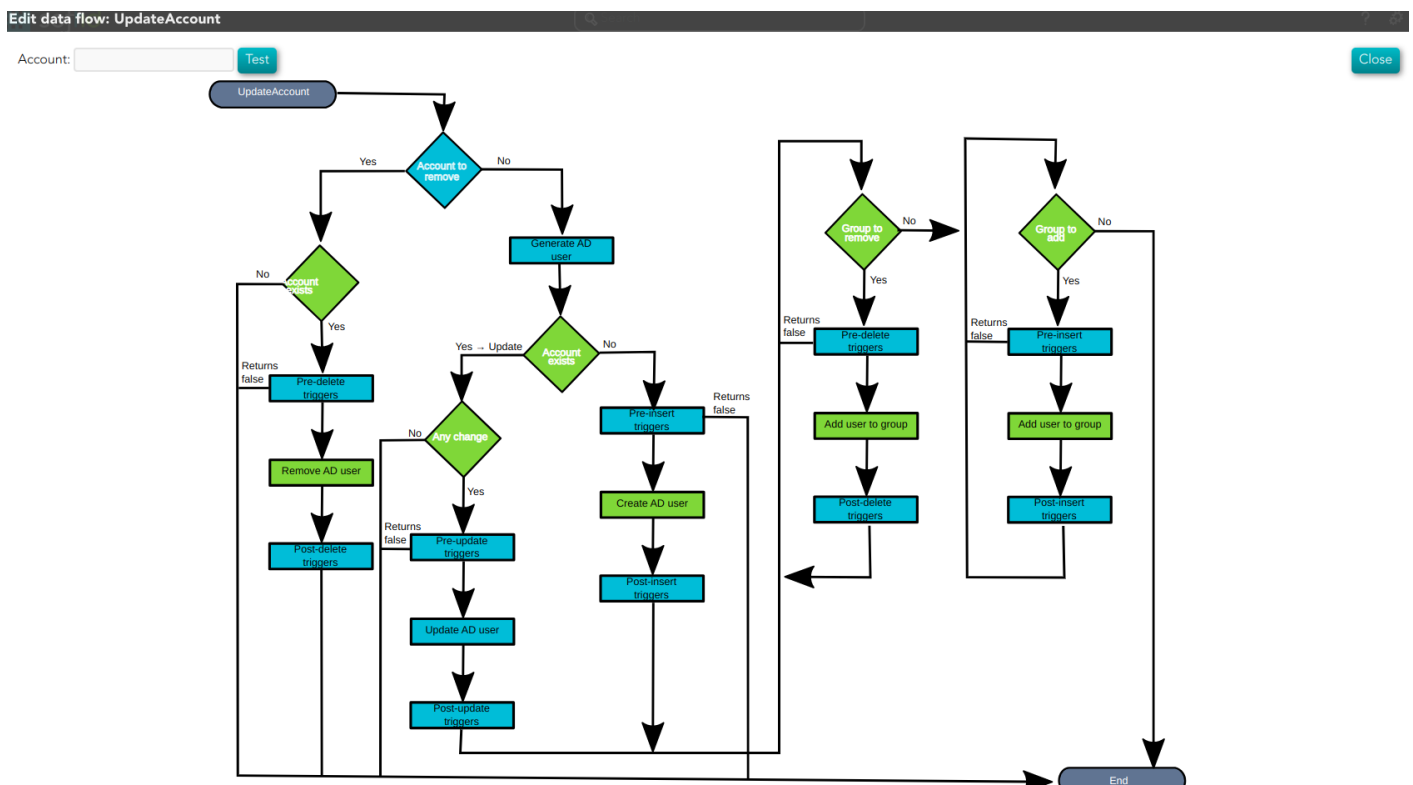 Edit data flow: UpdateAccount
Account:
Test
Close
UpdateAccount
Yes
Account to
remove
No
Generate AD
user
No
Account
exists
Yes
Returns
false
Pre-delete
triggers
Remove AD user
Post-delete
triggers
Yes → Update
Account
exists
No
No
Any change
Yes
Returns
false
Pre-update
triggers
Update AD user
Post-update
triggers
Returns
false
Pre-insert
triggers
Create AD user
Post-insert
triggers
Group to
remove
No
Yes
Returns
false
Pre-delete
triggers
Add user to group
Post-delete
triggers
Group to
add
No
Yes
Returns
false
Pre-insert
triggers
Add user to group
Post-insert
triggers
End